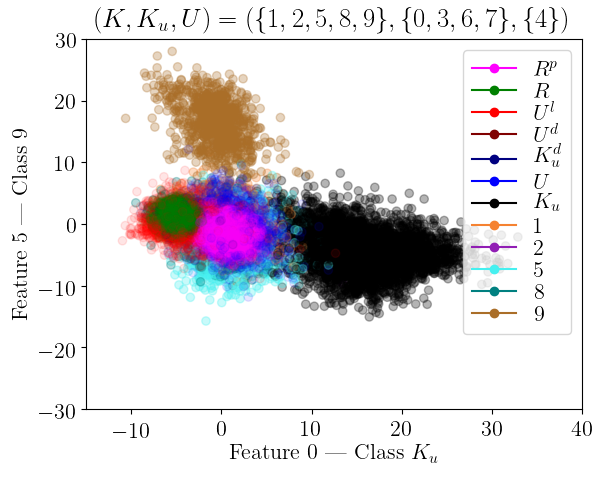 (K, K_u, U) = ({1, 2, 5, 8, 9}, {0, 3, 6, 7}, {4})
30
20
10
0
−10
−20
−30
Feature 5 — Class 9
R^p
R
U^l
U^d
K_u^d
U
K_u
1
2
5
8
9
−10
0
10
20
30
40
Feature 0 — Class K_u